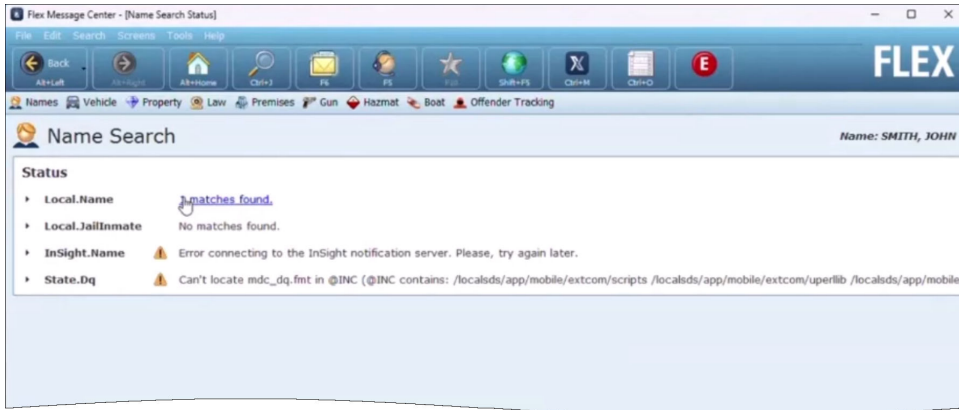 Flex Message Center - [Name Search Status]
File Edit Search Screens Tools Help
Back FLEX
Alt+Left Alt+Right Alt+Home Ctrl+J F6 F5 Shift+F5 Ctrl+M Ctrl+O
Names Vehicle Property Law Premises Gun Hazmat Boat Offender Tracking
Name Search Name: SMITH, JOHN
Status
Local.Name matches found.
Local.JailInmate No matches found.
InSight.Name Error connecting to the InSight notification server. Please, try again later.
State.Dq Can't locate mdc_dq.fmt in @INC (@INC contains: /localsds/app/mobile/extcom/scripts /localsds/app/mobile/extcom/uperllib /localsds/app/mobile